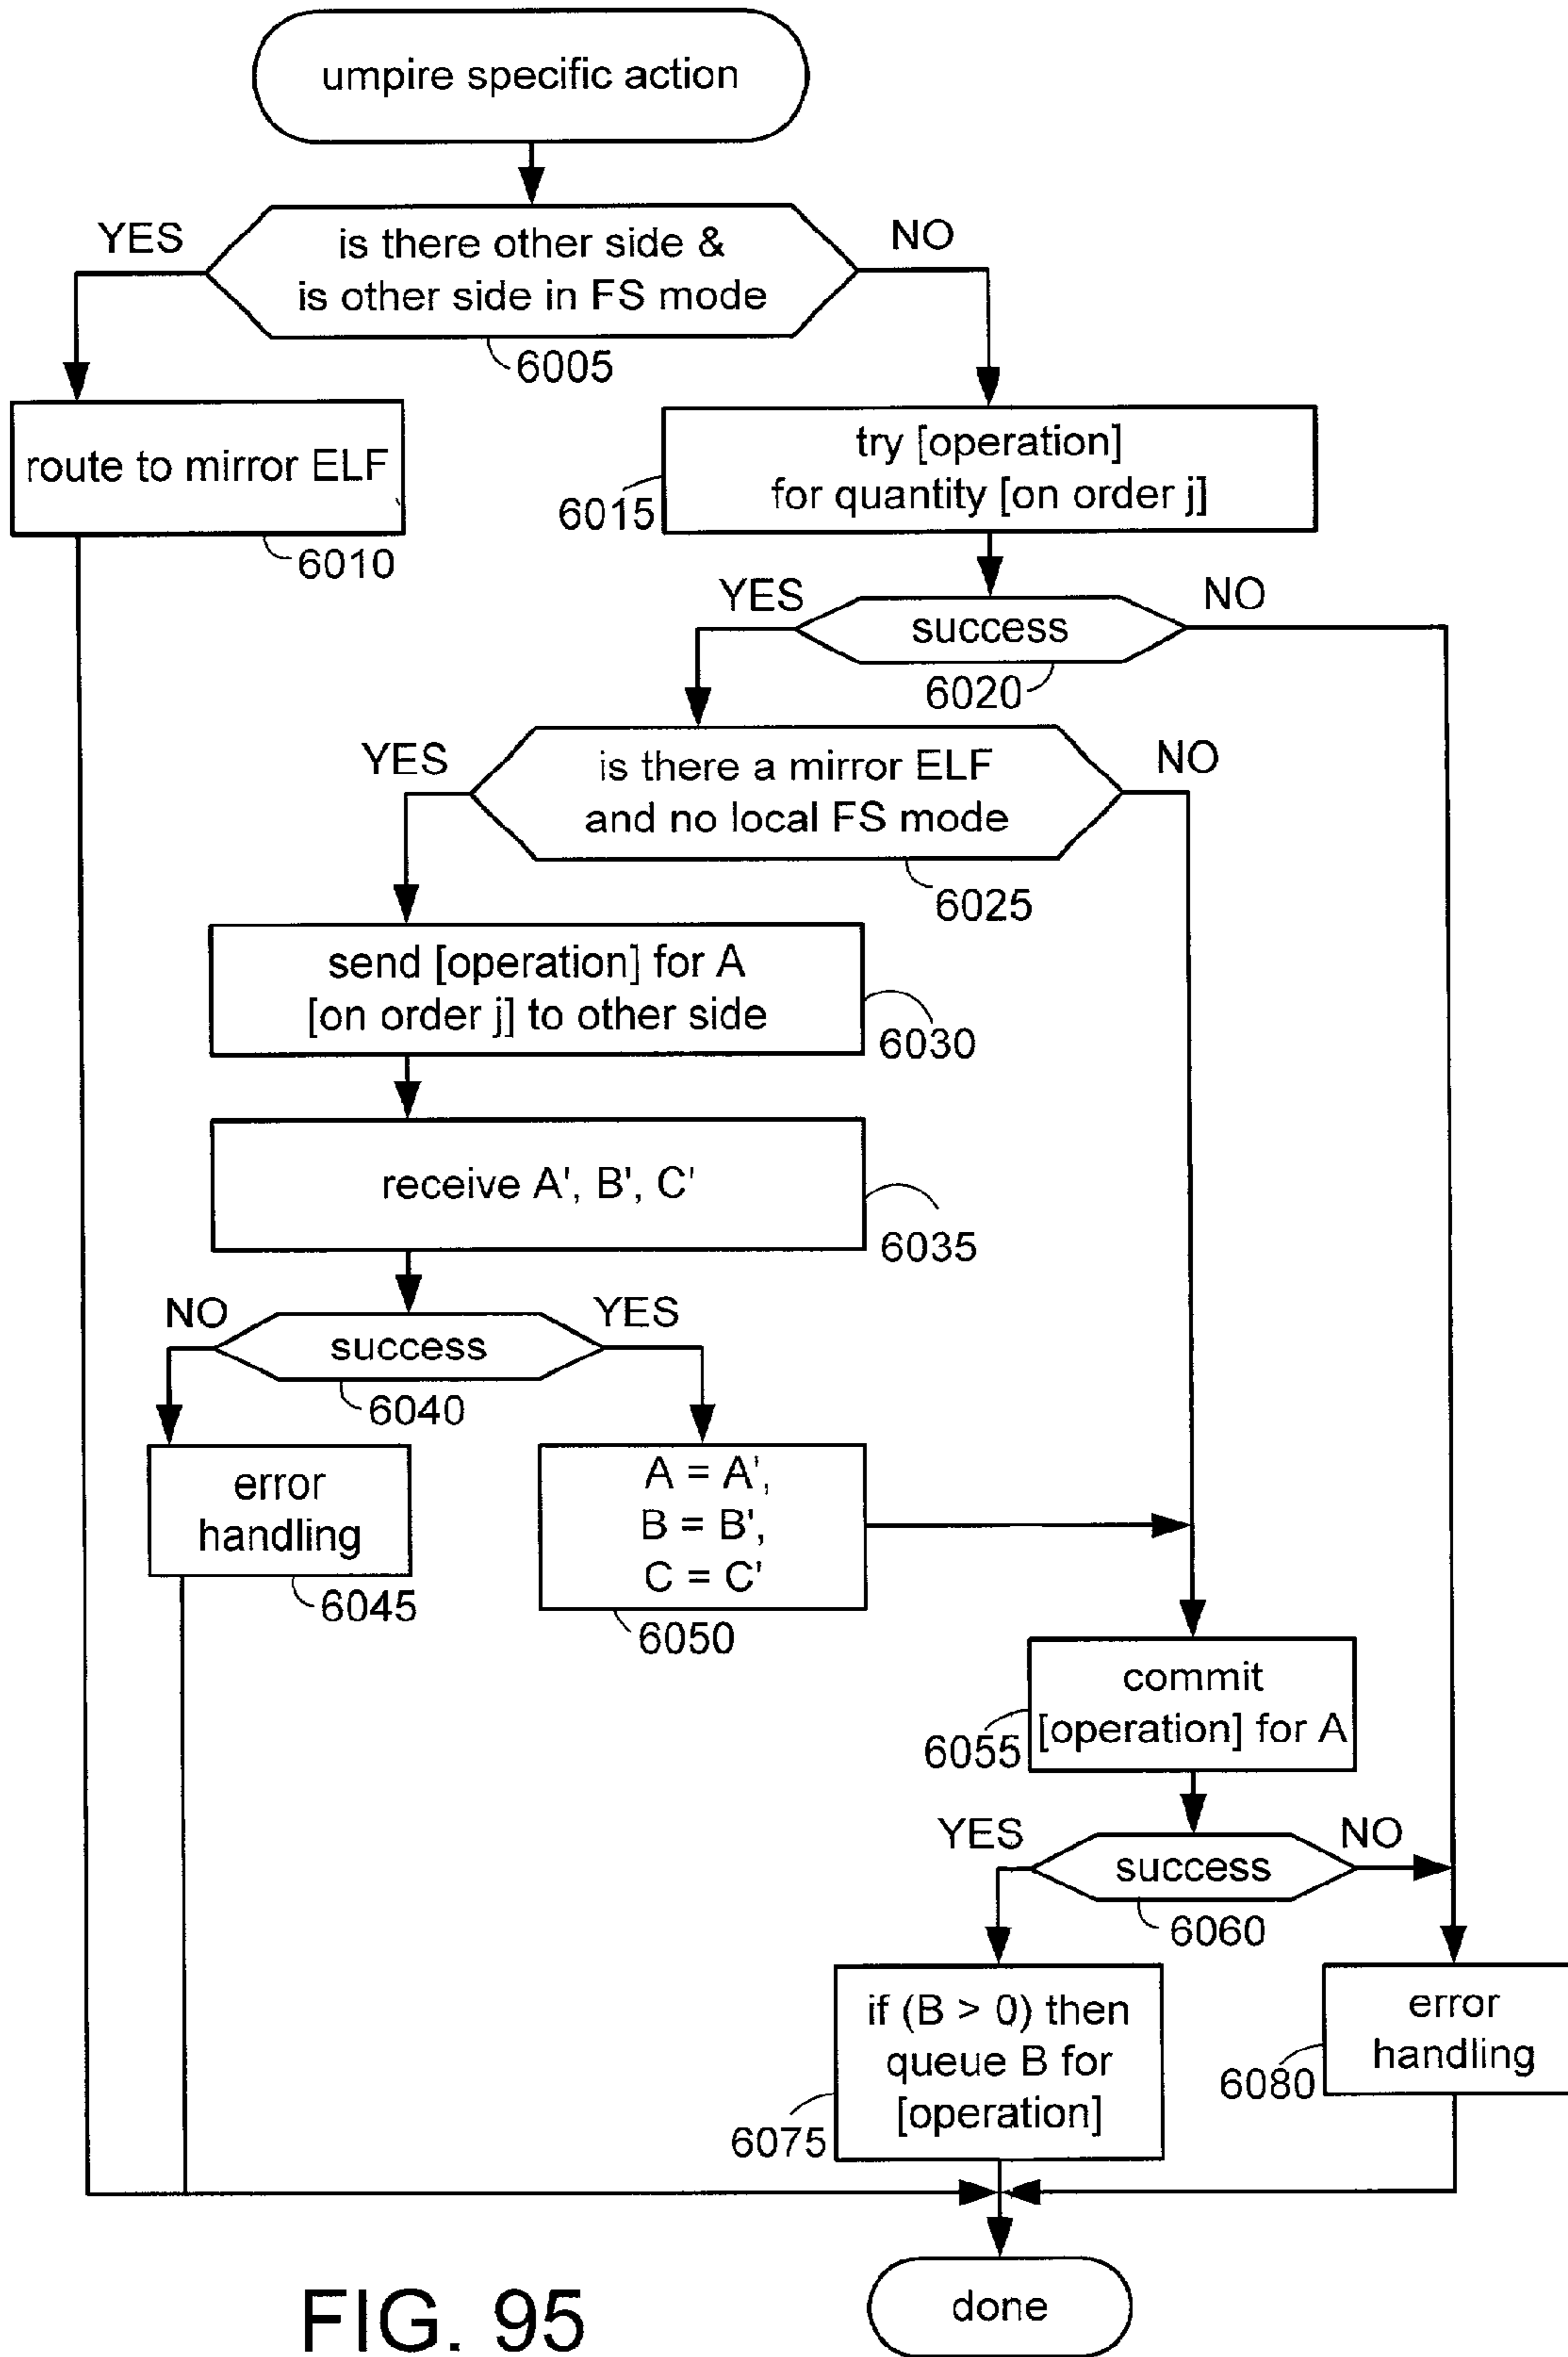 umpire specific action
YES
NO
is there other side &
is other side in FS mode
6005
route to mirror ELF
6010
try [operation]
for quantity [on order j]
6015
YES
NO
success
6020
YES
NO
is there a mirror ELF
and no local FS mode
6025
send [operation] for A
[on order j] to other side
6030
receive A', B', C'
6035
NO
YES
success
6040
error
handling
6045
A = A',
B = B',
C = C'
6050
commit
[operation] for A
6055
YES
NO
success
6060
if (B > 0) then
queue B for
[operation]
6075
error
handling
6080
done
FIG. 95